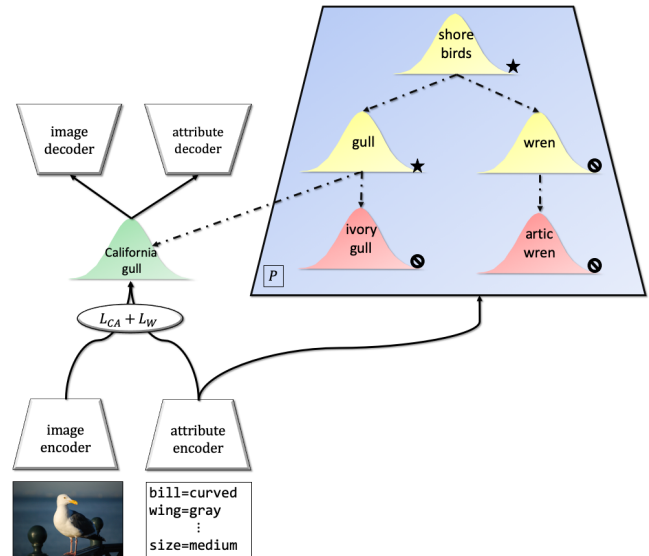 shore
birds
gull
wren
ivory
gull
artic
wren
P
image
decoder
attribute
decoder
California
gull
L_CA + L_W
image
encoder
attribute
encoder
bill=curved
wing=gray
⋮
size=medium